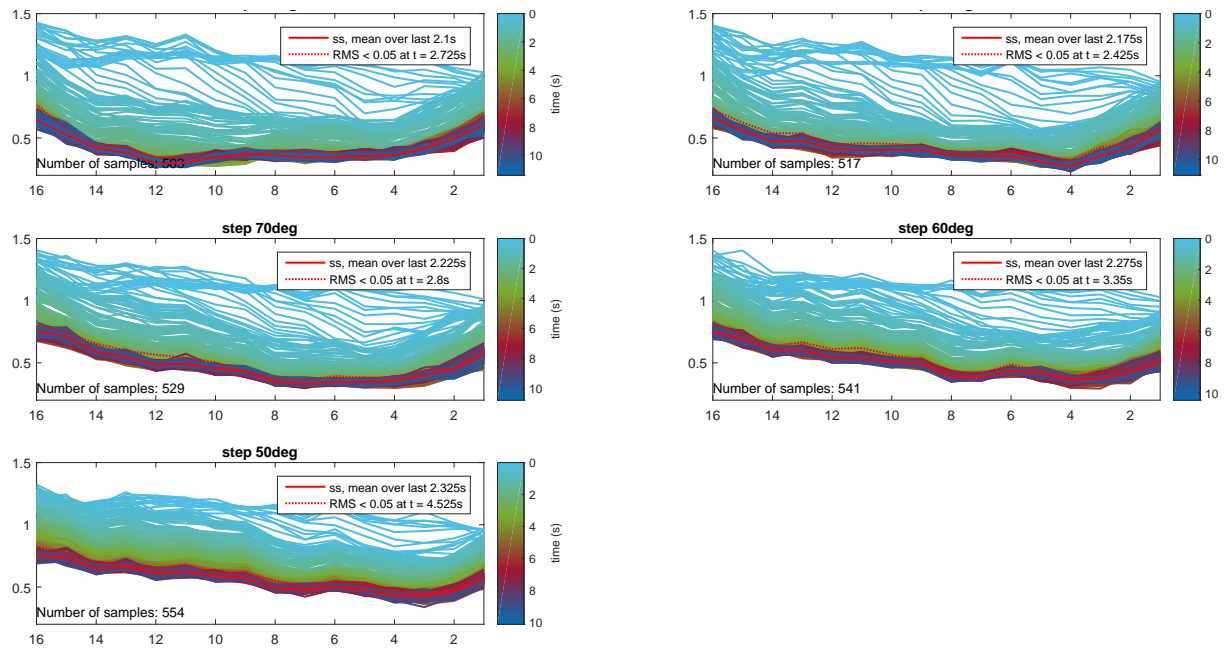 1.5
1
0.5
ss, mean over last 2.1s
RMS < 0.05 at t = 2.725s
Number of samples: 503
16 14 12 10 8 6 4 2
0
2
4
6
8
10
time (s)
1.5
1
0.5
ss, mean over last 2.175s
RMS < 0.05 at t = 2.425s
Number of samples: 517
16 14 12 10 8 6 4 2
0
2
4
6
8
10
time (s)
step 70deg
1.5
1
0.5
ss, mean over last 2.225s
RMS < 0.05 at t = 2.8s
Number of samples: 529
16 14 12 10 8 6 4 2
0
2
4
6
8
10
time (s)
step 60deg
1.5
1
0.5
ss, mean over last 2.275s
RMS < 0.05 at t = 3.35s
Number of samples: 541
16 14 12 10 8 6 4 2
0
2
4
6
8
10
time (s)
step 50deg
1.5
1
0.5
ss, mean over last 2.325s
RMS < 0.05 at t = 4.525s
Number of samples: 554
16 14 12 10 8 6 4 2
0
2
4
6
8
10
time (s)